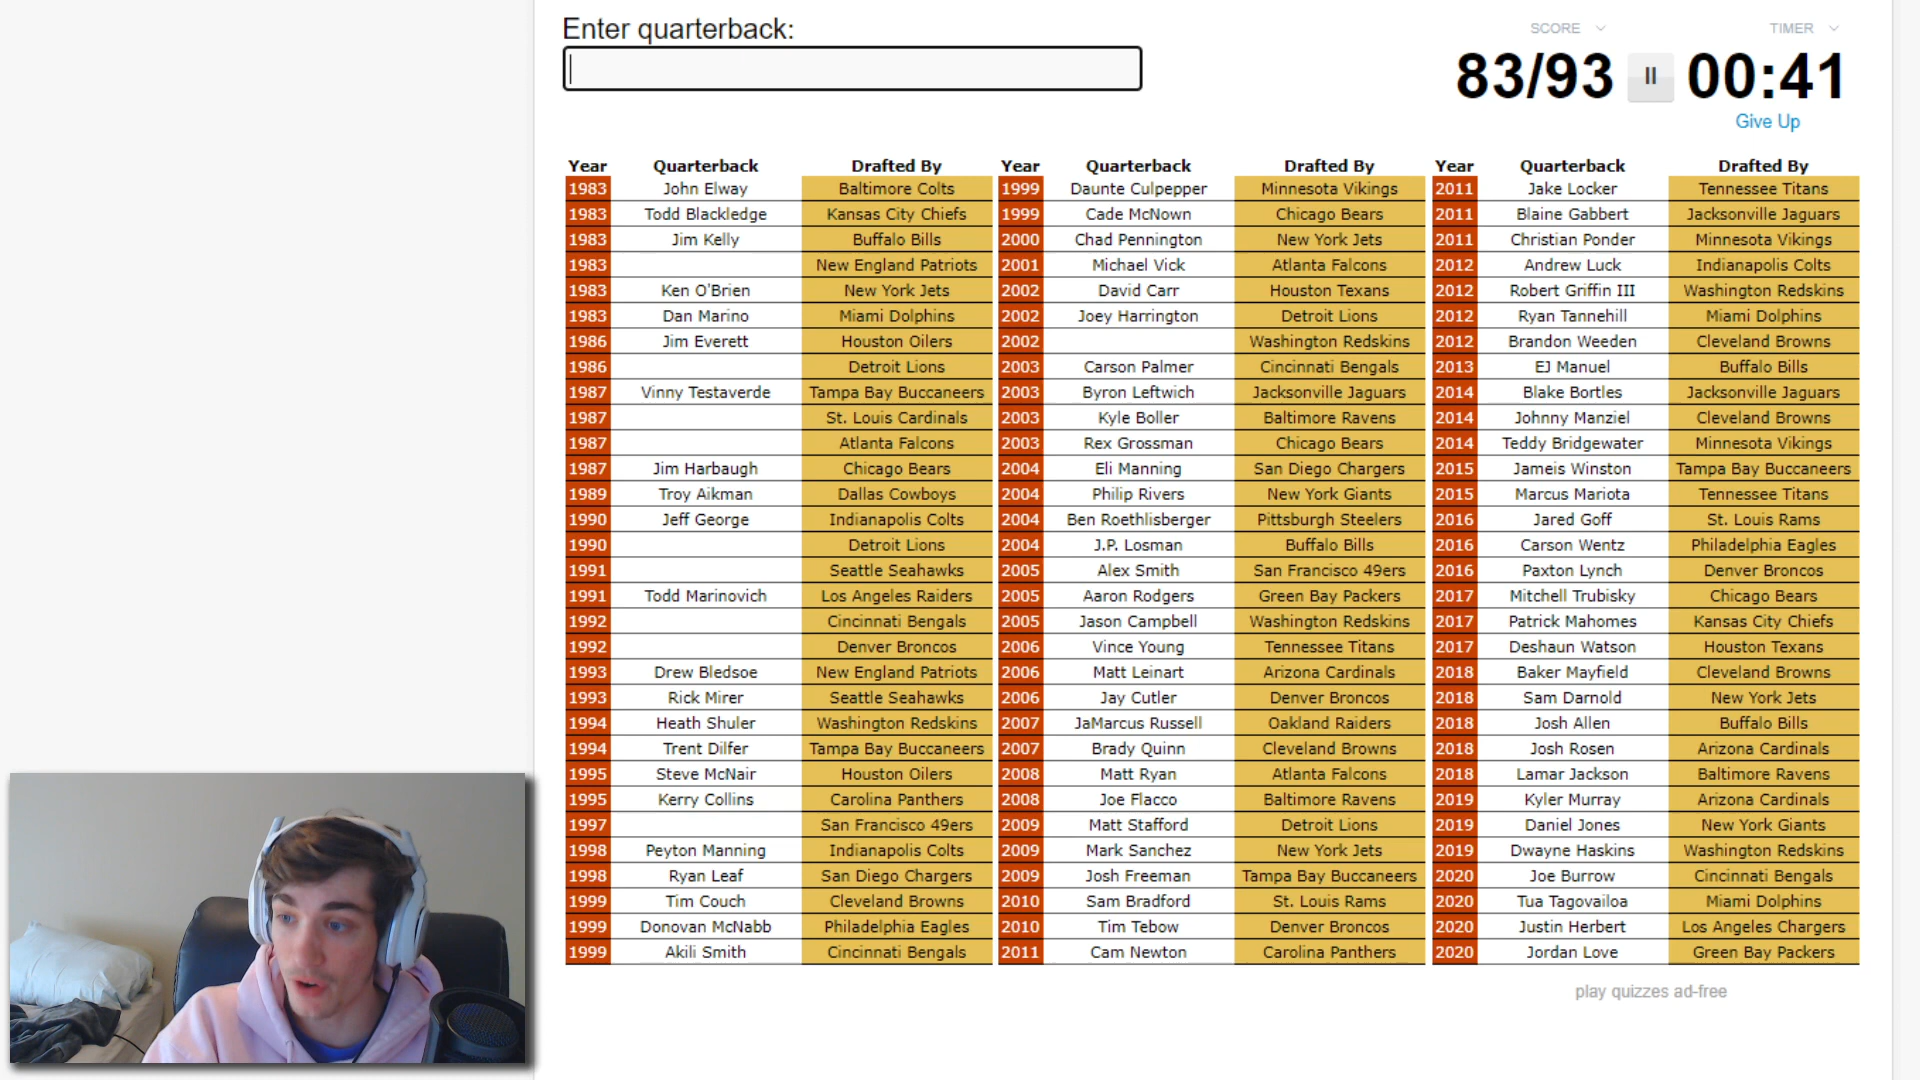 Enter quarterback:
SCORE
TIMER
83/93
00:41
Give Up
Year Quarterback Drafted By Year Quarterback Drafted By Year Quarterback Drafted By
1983 John Elway Baltimore Colts 1999 Daunte Culpepper Minnesota Vikings 2011 Jake Locker Tennessee Titans
1983 Todd Blackledge Kansas City Chiefs 1999 Cade McNown Chicago Bears 2011 Blaine Gabbert Jacksonville Jaguars
1983 Jim Kelly Buffalo Bills 2000 Chad Pennington New York Jets 2011 Christian Ponder Minnesota Vikings
1983 New England Patriots 2001 Michael Vick Atlanta Falcons 2012 Andrew Luck Indianapolis Colts
1983 Ken O'Brien New York Jets 2002 David Carr Houston Texans 2012 Robert Griffin III Washington Redskins
1983 Dan Marino Miami Dolphins 2002 Joey Harrington Detroit Lions 2012 Ryan Tannehill Miami Dolphins
1986 Jim Everett Houston Oilers 2002 Washington Redskins 2012 Brandon Weeden Cleveland Browns
1986 Detroit Lions 2003 Carson Palmer Cincinnati Bengals 2013 EJ Manuel Buffalo Bills
1987 Vinny Testaverde Tampa Bay Buccaneers 2003 Byron Leftwich Jacksonville Jaguars 2014 Blake Bortles Jacksonville Jaguars
1987 St. Louis Cardinals 2003 Kyle Boller Baltimore Ravens 2014 Johnny Manziel Cleveland Browns
1987 Atlanta Falcons 2003 Rex Grossman Chicago Bears 2014 Teddy Bridgewater Minnesota Vikings
1987 Jim Harbaugh Chicago Bears 2004 Eli Manning San Diego Chargers 2015 Jameis Winston Tampa Bay Buccaneers
1989 Troy Aikman Dallas Cowboys 2004 Philip Rivers New York Giants 2015 Marcus Mariota Tennessee Titans
1990 Jeff George Indianapolis Colts 2004 Ben Roethlisberger Pittsburgh Steelers 2016 Jared Goff St. Louis Rams
1990 Detroit Lions 2004 J.P. Losman Buffalo Bills 2016 Carson Wentz Philadelphia Eagles
1991 Seattle Seahawks 2005 Alex Smith San Francisco 49ers 2016 Paxton Lynch Denver Broncos
1991 Todd Marinovich Los Angeles Raiders 2005 Aaron Rodgers Green Bay Packers 2017 Mitchell Trubisky Chicago Bears
1992 Cincinnati Bengals 2005 Jason Campbell Washington Redskins 2017 Patrick Mahomes Kansas City Chiefs
1992 Denver Broncos 2006 Vince Young Tennessee Titans 2017 Deshaun Watson Houston Texans
1993 Drew Bledsoe New England Patriots 2006 Matt Leinart Arizona Cardinals 2018 Baker Mayfield Cleveland Browns
1993 Rick Mirer Seattle Seahawks 2006 Jay Cutler Denver Broncos 2018 Sam Darnold New York Jets
1994 Heath Shuler Washington Redskins 2007 JaMarcus Russell Oakland Raiders 2018 Josh Allen Buffalo Bills
1994 Trent Dilfer Tampa Bay Buccaneers 2007 Brady Quinn Cleveland Browns 2018 Josh Rosen Arizona Cardinals
1995 Steve McNair Houston Oilers 2008 Matt Ryan Atlanta Falcons 2018 Lamar Jackson Baltimore Ravens
1995 Kerry Collins Carolina Panthers 2008 Joe Flacco Baltimore Ravens 2019 Kyler Murray Arizona Cardinals
1997 San Francisco 49ers 2009 Matt Stafford Detroit Lions 2019 Daniel Jones New York Giants
1998 Peyton Manning Indianapolis Colts 2009 Mark Sanchez New York Jets 2019 Dwayne Haskins Washington Redskins
1998 Ryan Leaf San Diego Chargers 2009 Josh Freeman Tampa Bay Buccaneers 2020 Joe Burrow Cincinnati Bengals
1999 Tim Couch Cleveland Browns 2010 Sam Bradford St. Louis Rams 2020 Tua Tagovailoa Miami Dolphins
1999 Donovan McNabb Philadelphia Eagles 2010 Tim Tebow Denver Broncos 2020 Justin Herbert Los Angeles Chargers
1999 Akili Smith Cincinnati Bengals 2011 Cam Newton Carolina Panthers 2020 Jordan Love Green Bay Packers
play quizzes ad-free